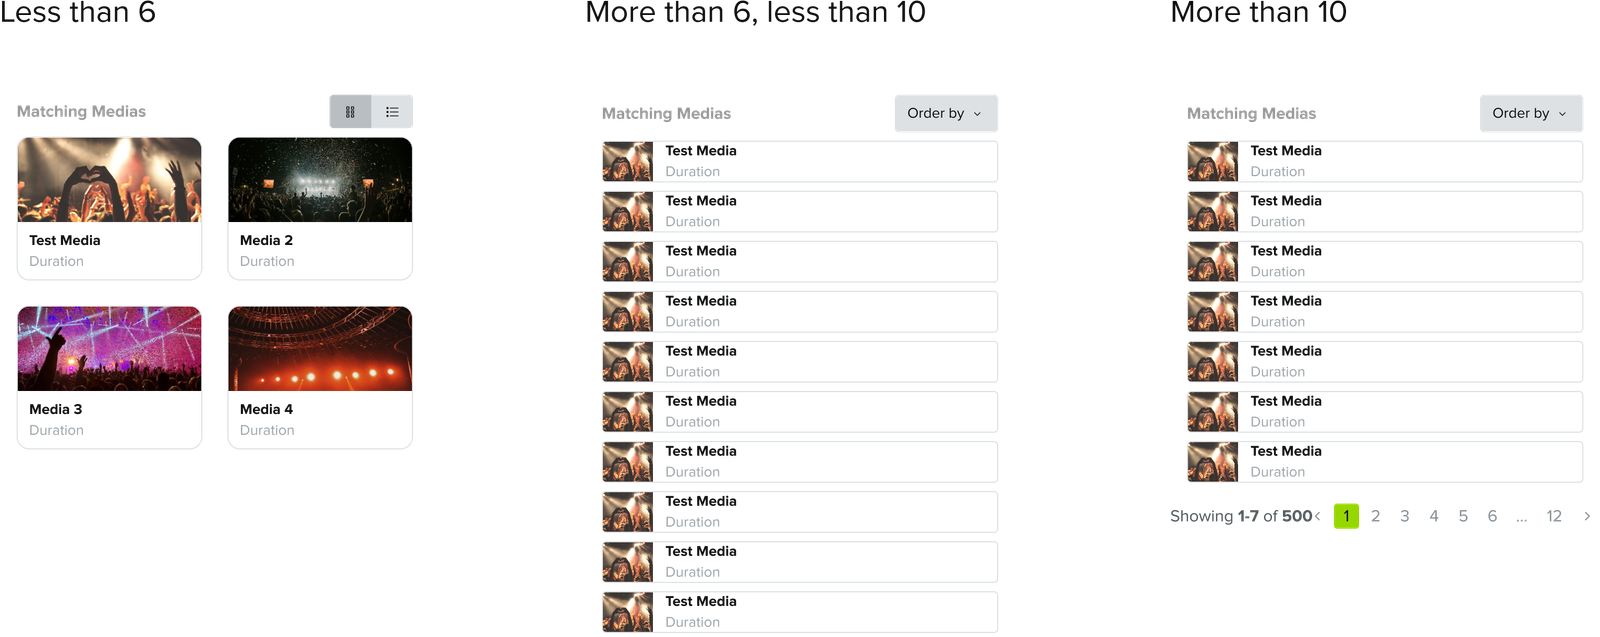 Less than 6
Matching Medias
Test Media
Duration
Media 2
Duration
Media 3
Duration
Media 4
Duration
More than 6, less than 10
Matching Medias
Order by
Test Media
Duration
Test Media
Duration
Test Media
Duration
Test Media
Duration
Test Media
Duration
Test Media
Duration
Test Media
Duration
Test Media
Duration
Test Media
Duration
Test Media
Duration
More than 10
Matching Medias
Order by
Test Media
Duration
Test Media
Duration
Test Media
Duration
Test Media
Duration
Test Media
Duration
Test Media
Duration
Test Media
Duration
Showing 1-7 of 500 ‹ 1 2 3 4 5 6 ... 12 ›